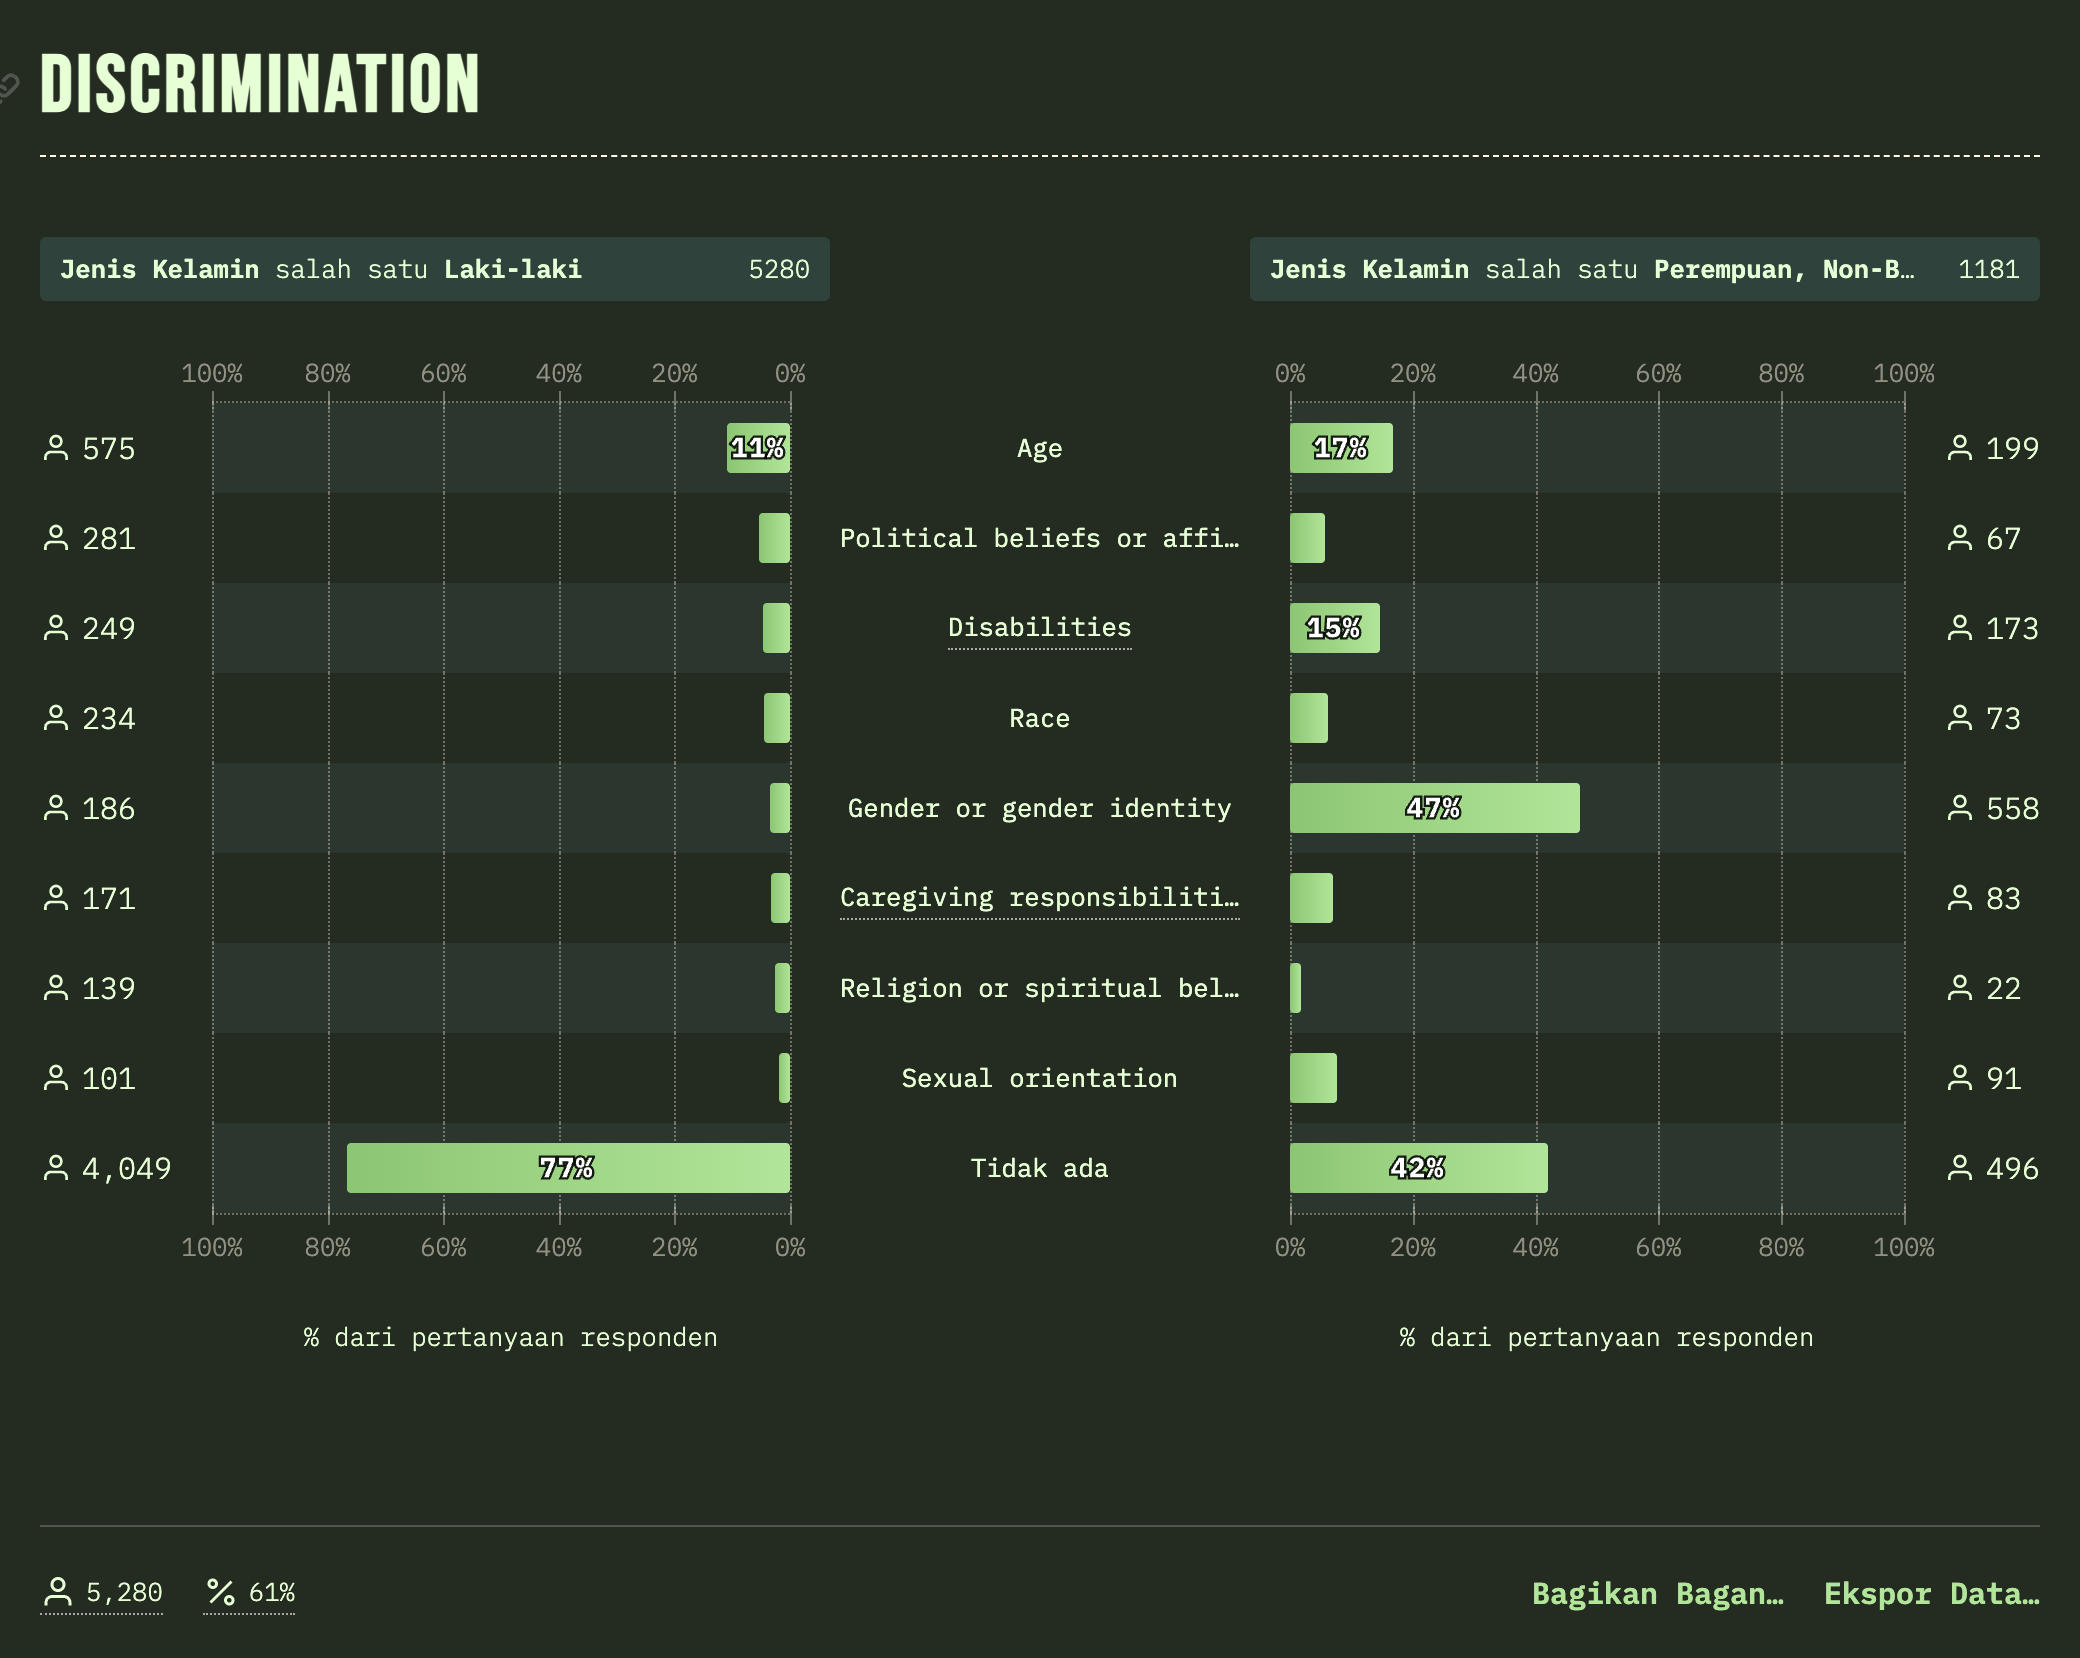 DISCRIMINATION
Jenis Kelamin salah satu Laki-laki 5280
Jenis Kelamin salah satu Perempuan, Non-B… 1181
100% 80% 60% 40% 20% 0%
0% 20% 40% 60% 80% 100%
575 11% Age 17% 199
281 Political beliefs or affi… 67
249 Disabilities 15% 173
234 Race 73
186 Gender or gender identity 47% 558
171 Caregiving responsibiliti… 83
139 Religion or spiritual bel… 22
101 Sexual orientation 91
4,049 77% Tidak ada 42% 496
100% 80% 60% 40% 20% 0%
0% 20% 40% 60% 80% 100%
% dari pertanyaan responden
% dari pertanyaan responden
5,280 % 61%
Bagikan Bagan… Ekspor Data…